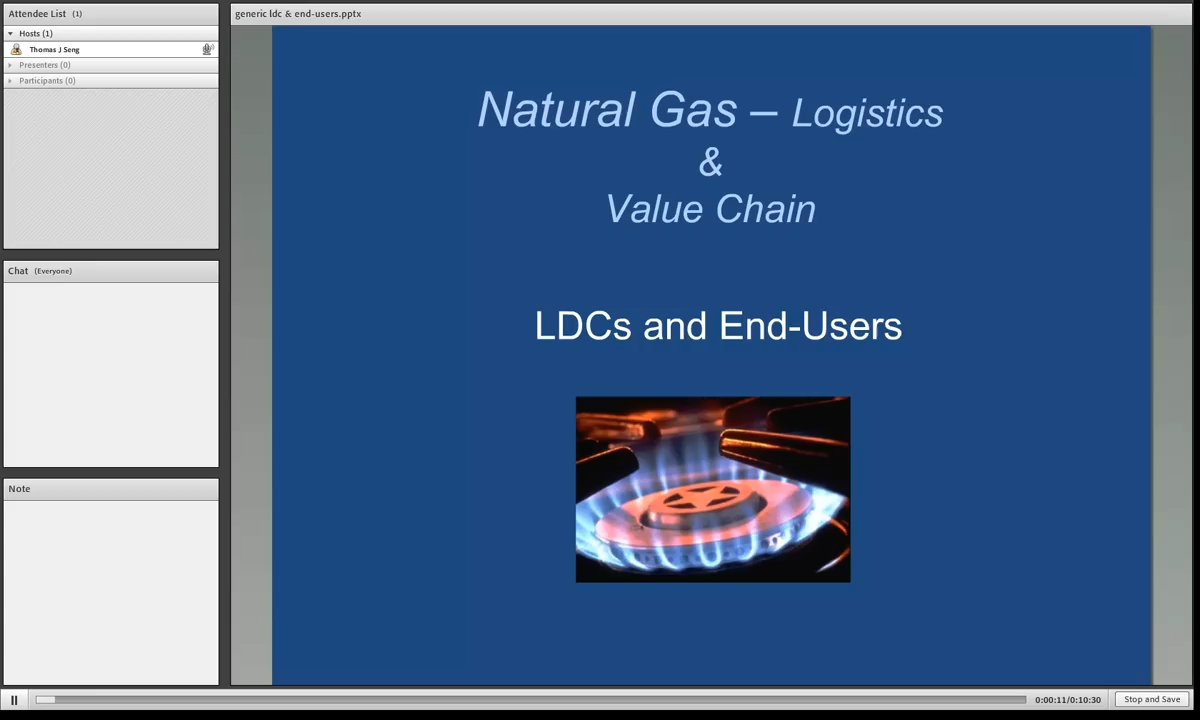 Attendee List (1)
Hosts (1)
Thomas J Seng
Presenters (0)
Participants (0)
Chat (Everyone)
Note
generic ldc & end-users.pptx
Natural Gas – Logistics
&
Value Chain
LDCs and End-Users
0:00:11/0:10:30
Stop and Save